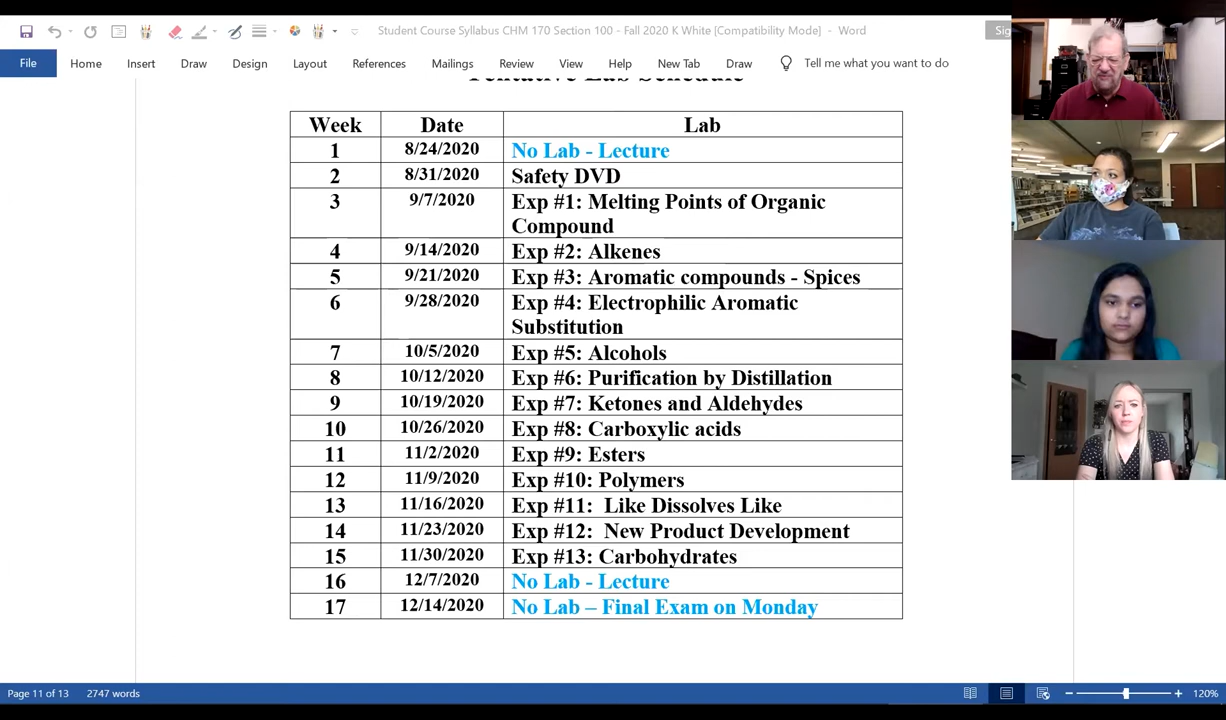 Student Course Syllabus CHM 170 Section 100 - Fall 2020 K White [Compatibility Mode] - Word
File Home Insert Draw Design Layout References Mailings Review View Help New Tab Draw Tell me what you want to do
Tentative Lab Schedule
Week Date Lab
1 8/24/2020 No Lab - Lecture
2 8/31/2020 Safety DVD
3 9/7/2020 Exp #1: Melting Points of Organic
Compound
4 9/14/2020 Exp #2: Alkenes
5 9/21/2020 Exp #3: Aromatic compounds - Spices
6 9/28/2020 Exp #4: Electrophilic Aromatic
Substitution
7 10/5/2020 Exp #5: Alcohols
8 10/12/2020 Exp #6: Purification by Distillation
9 10/19/2020 Exp #7: Ketones and Aldehydes
10 10/26/2020 Exp #8: Carboxylic acids
11 11/2/2020 Exp #9: Esters
12 11/9/2020 Exp #10: Polymers
13 11/16/2020 Exp #11: Like Dissolves Like
14 11/23/2020 Exp #12: New Product Development
15 11/30/2020 Exp #13: Carbohydrates
16 12/7/2020 No Lab - Lecture
17 12/14/2020 No Lab – Final Exam on Monday
Page 11 of 13 2747 words 120%